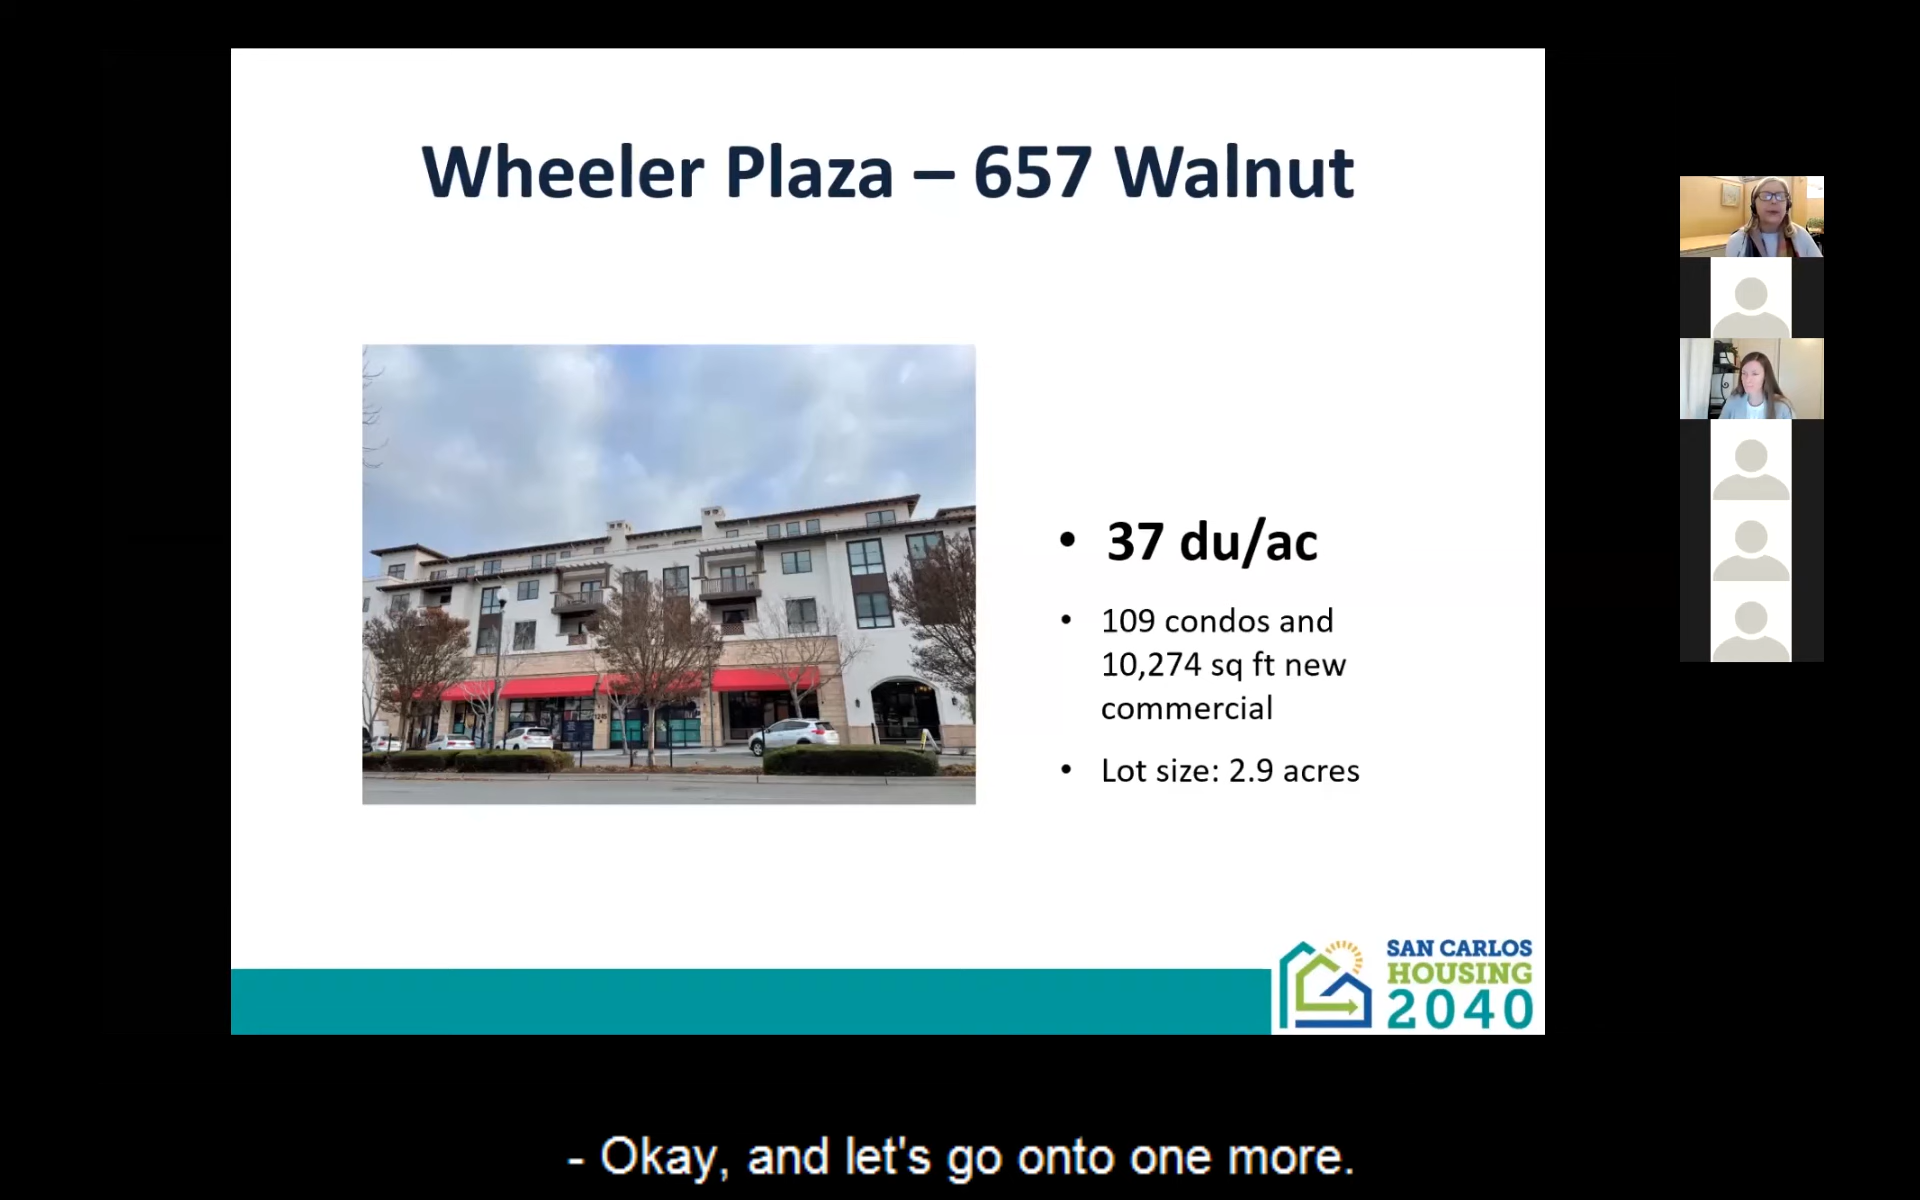 Wheeler Plaza – 657 Walnut
• 37 du/ac
• 109 condos and
10,274 sq ft new
commercial
• Lot size: 2.9 acres
SAN CARLOS
HOUSING
2040
- Okay, and let's go onto one more.